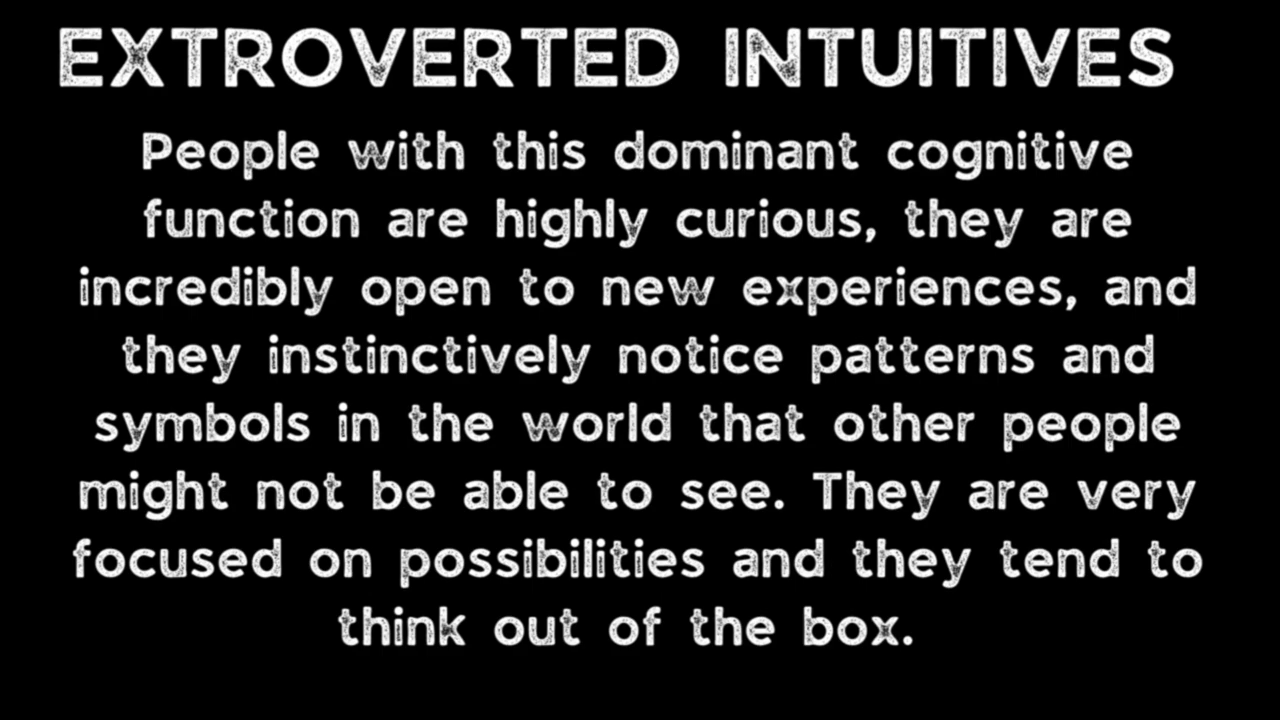 EXTROVERTED INTUITIVES
People with this dominant cognitive
function are highly curious, they are
incredibly open to new experiences, and
they instinctively notice patterns and
symbols in the world that other people
might not be able to see. They are very
focused on possibilities and they tend to
think out of the box.